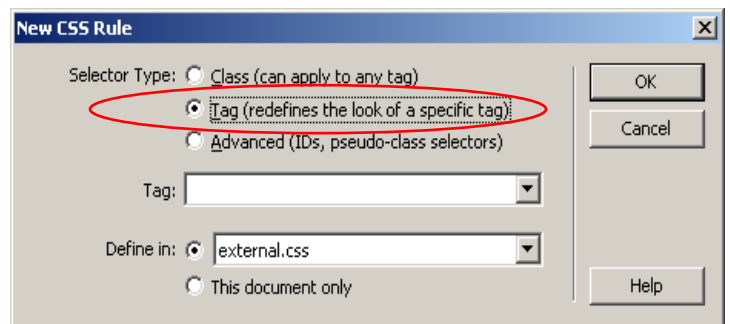 New CSS Rule
Selector Type: Class (can apply to any tag)
OK
Tag (redefines the look of a specific tag)
Cancel
Advanced (IDs, pseudo-class selectors)
Tag:
Define in: external.css
This document only
Help